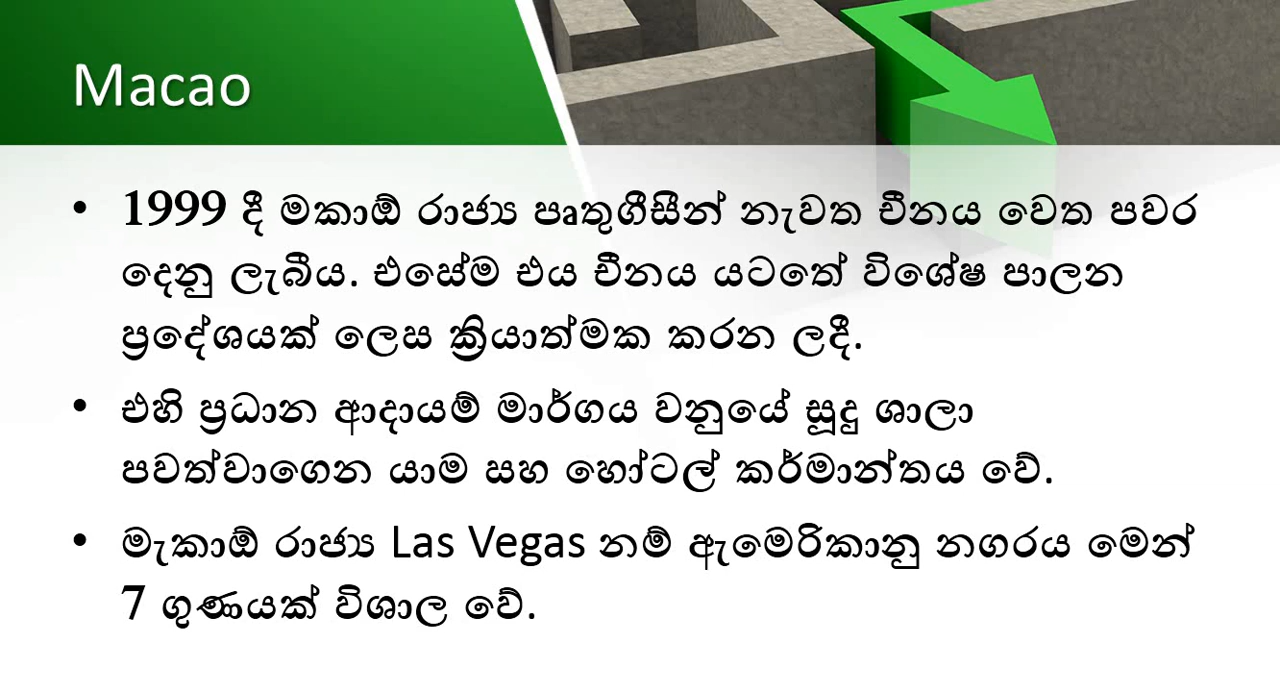 Macao
• 1999 දී මකාඕ රාජ්‍ය පෘතුගීසීන් නැවත චීනය වෙත පවර
දෙනු ලැබීය. එසේම එය චීනය යටතේ විශේෂ පාලන
ප්‍රදේශයක් ලෙස ක්‍රියාත්මක කරන ලදී.
• එහි ප්‍රධාන ආදායම් මාර්ගය වනුයේ සූදු ශාලා
පවත්වාගෙන යාම සහ හෝටල් කර්මාන්තය වේ.
• මැකාඕ රාජ්‍ය Las Vegas නම් ඇමෙරිකානු නගරය මෙන්
7 ගුණයක් විශාල වේ.